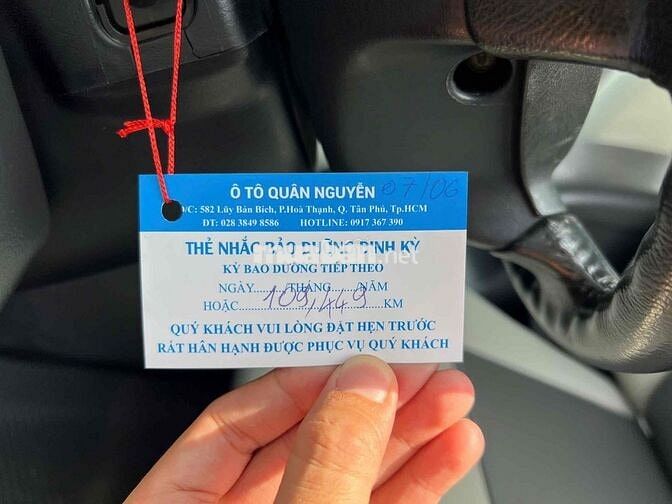 Ô TÔ QUÂN NGUYỄN 07/06
Đ/C: 582 Lũy Bán Bích, P.Hoà Thạnh, Q. Tân Phú, Tp.HCM
ĐT: 028 3849 8586 HOTLINE: 0917 367 390
THẺ NHẮC BẢO DƯỠNG ĐỊNH KỲ
KỲ BẢO DƯỠNG TIẾP THEO
NGÀY........./THÁNG........./NĂM
HOẶC....109,449....KM
QUÝ KHÁCH VUI LÒNG ĐẶT HẸN TRƯỚC
RẤT HÂN HẠNH ĐƯỢC PHỤC VỤ QUÝ KHÁCH